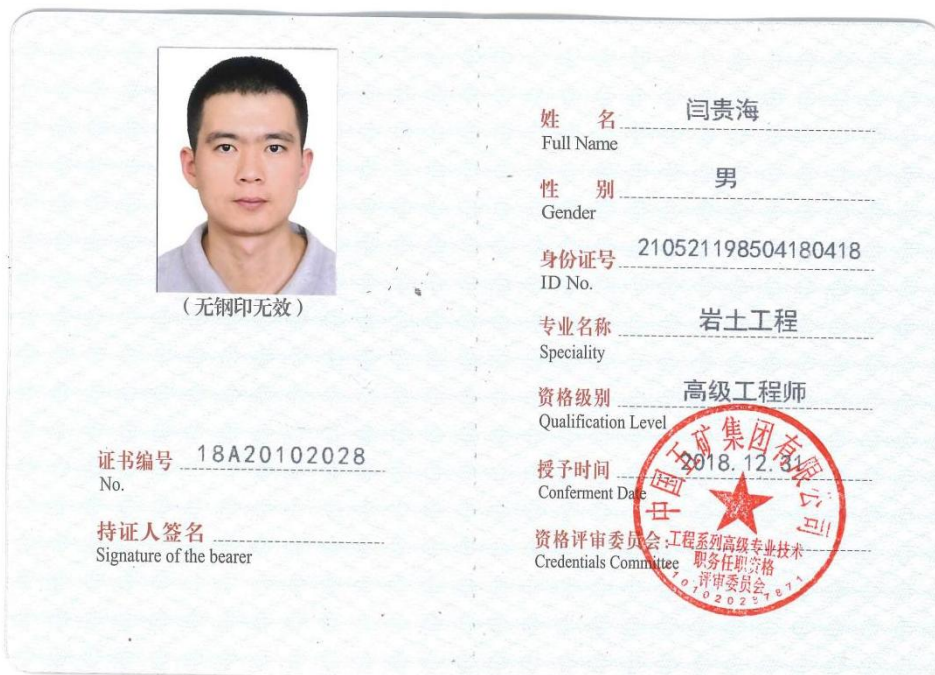 (无钢印无效)
证书编号 18A20102028
No.
持证人签名
Signature of the bearer
姓 名 闫贵海
Full Name
性 别 男
Gender
身份证号 210521198504180418
ID No.
专业名称 岩土工程
Speciality
资格级别 高级工程师
Qualification Level
授予时间 2018.12.31
Conferment Date
资格评审委员会:
Credentials Committee
中国五矿集团有限公司
工程系列高级专业技术
职务任职资格
评审委员会